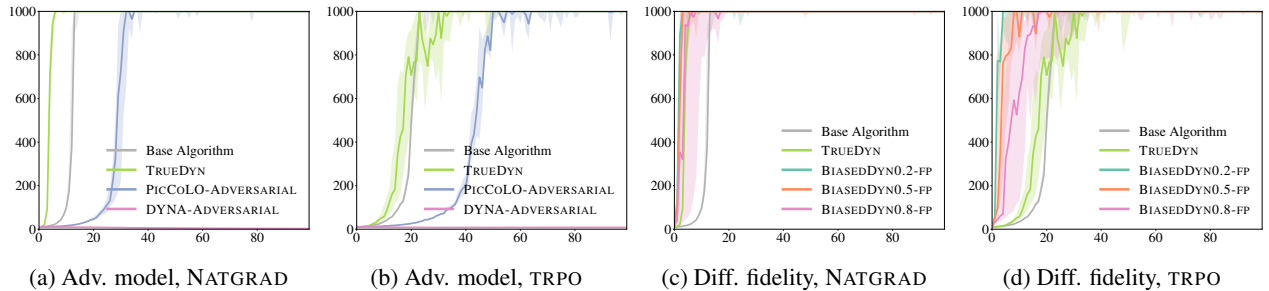 1000
800
600
400
200
0
0 20 40 60 80
Base Algorithm
TRUEDYN
PICCOLO-ADVERSARIAL
DYNA-ADVERSARIAL
(a) Adv. model, NATGRAD
1000
800
600
400
200
0
0 20 40 60 80
Base Algorithm
TRUEDYN
PICCOLO-ADVERSARIAL
DYNA-ADVERSARIAL
(b) Adv. model, TRPO
1000
800
600
400
200
0
0 20 40 60 80
Base Algorithm
TRUEDYN
BIASEDDYN0.2-FP
BIASEDDYN0.5-FP
BIASEDDYN0.8-FP
(c) Diff. fidelity, NATGRAD
1000
800
600
400
200
0
0 20 40 60 80
Base Algorithm
TRUEDYN
BIASEDDYN0.2-FP
BIASEDDYN0.5-FP
BIASEDDYN0.8-FP
(d) Diff. fidelity, TRPO